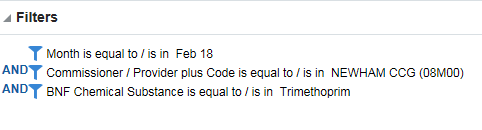 Filters
Month is equal to / is in Feb 18
AND Commissioner / Provider plus Code is equal to / is in NEWHAM CCG (08M00)
AND BNF Chemical Substance is equal to / is in Trimethoprim